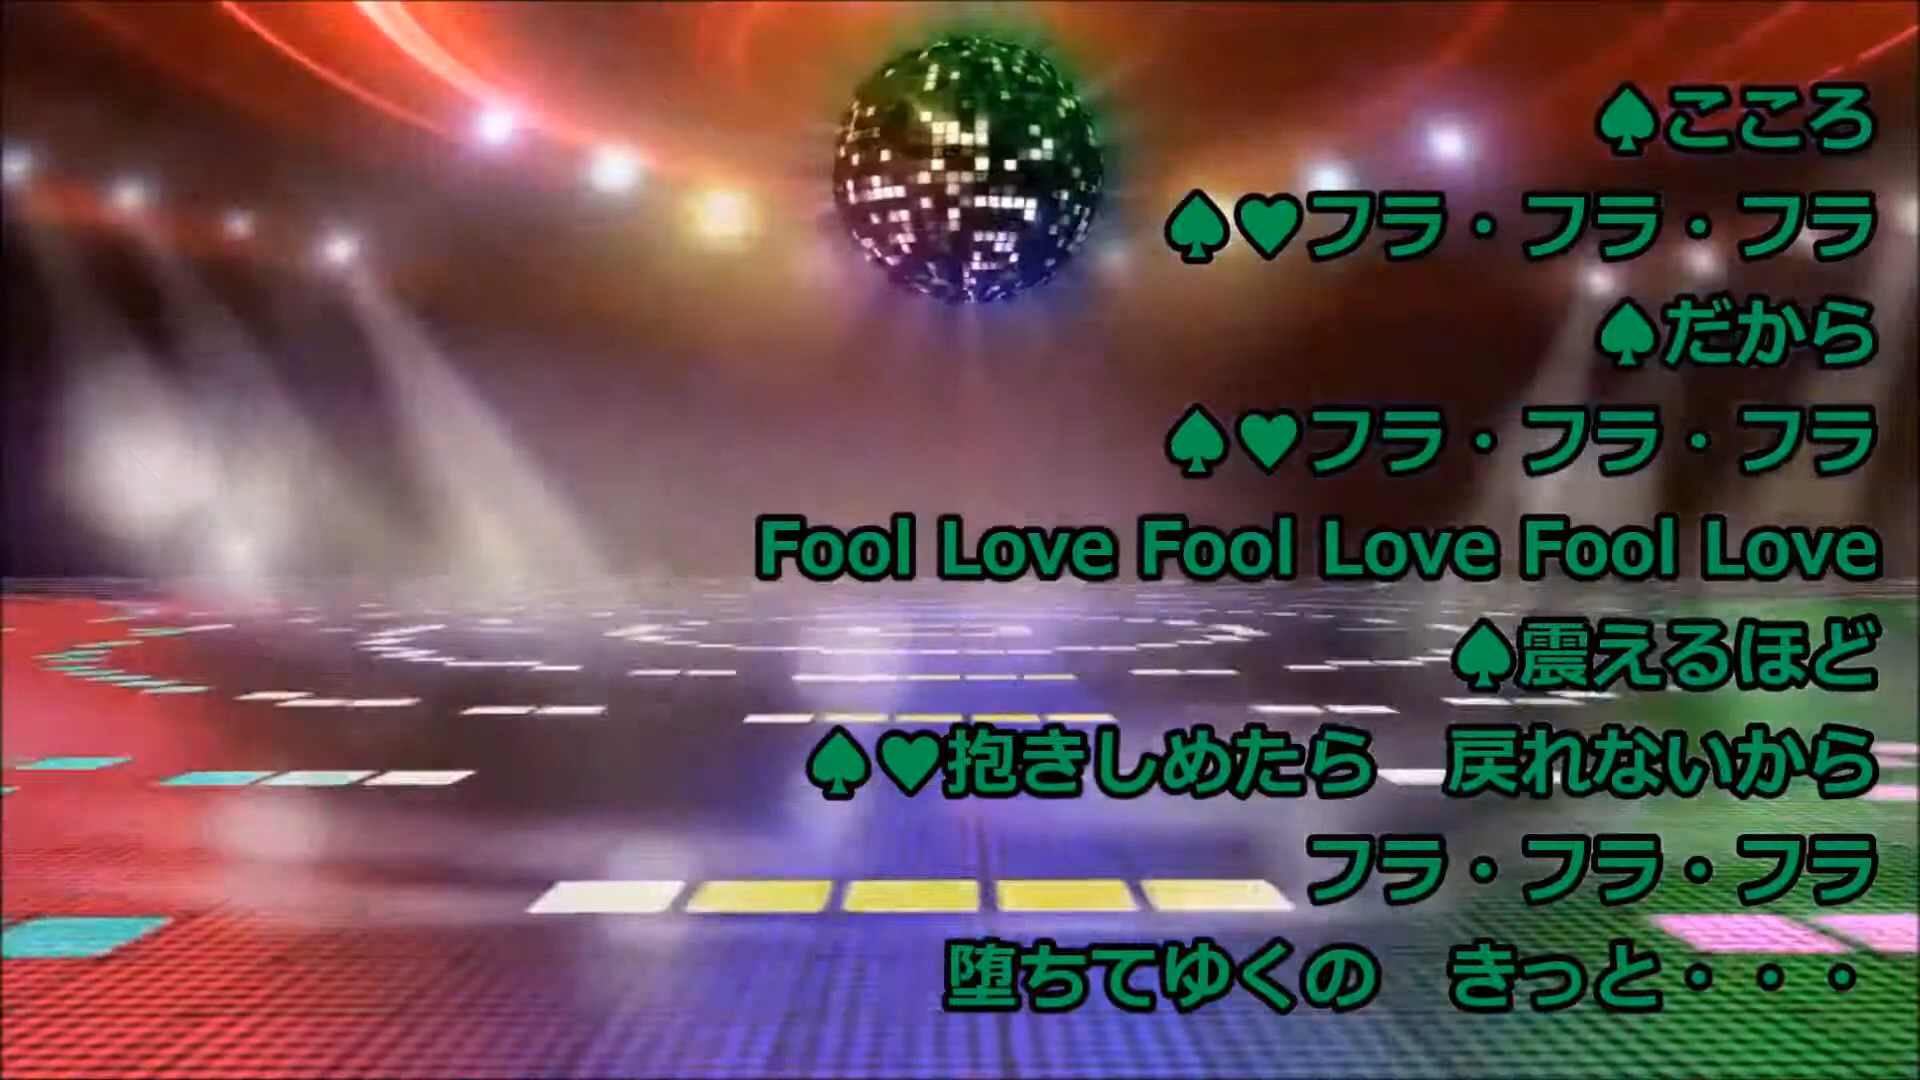 ♠こころ
♠♥フラ・フラ・フラ
♠だから
♠♥フラ・フラ・フラ
Fool Love Fool Love Fool Love
♠震えるほど
♠♥抱きしめたら　戻れないから
フラ・フラ・フラ
堕ちてゆくの　きっと・・・